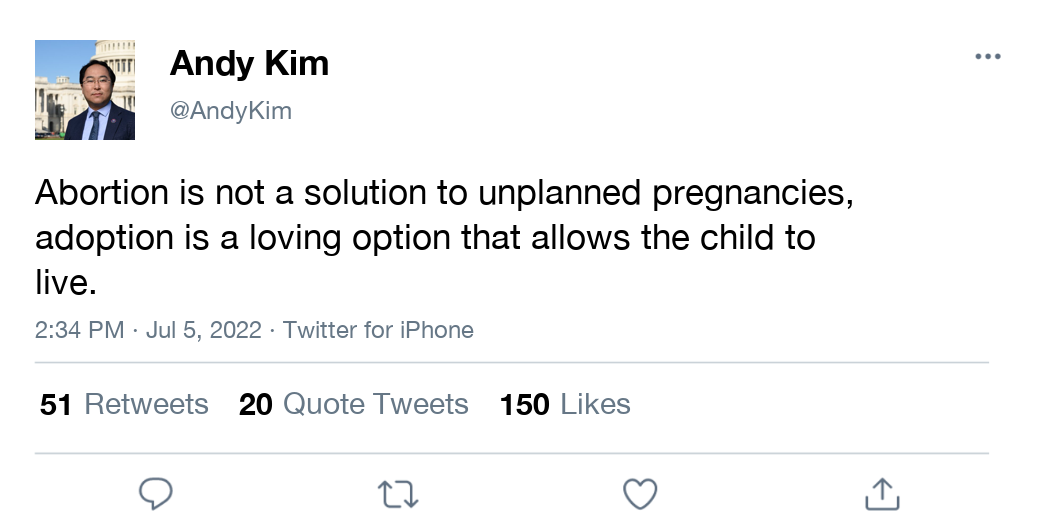 Andy Kim
@AndyKim
Abortion is not a solution to unplanned pregnancies,
adoption is a loving option that allows the child to
live.
2:34 PM · Jul 5, 2022 · Twitter for iPhone
51 Retweets 20 Quote Tweets 150 Likes